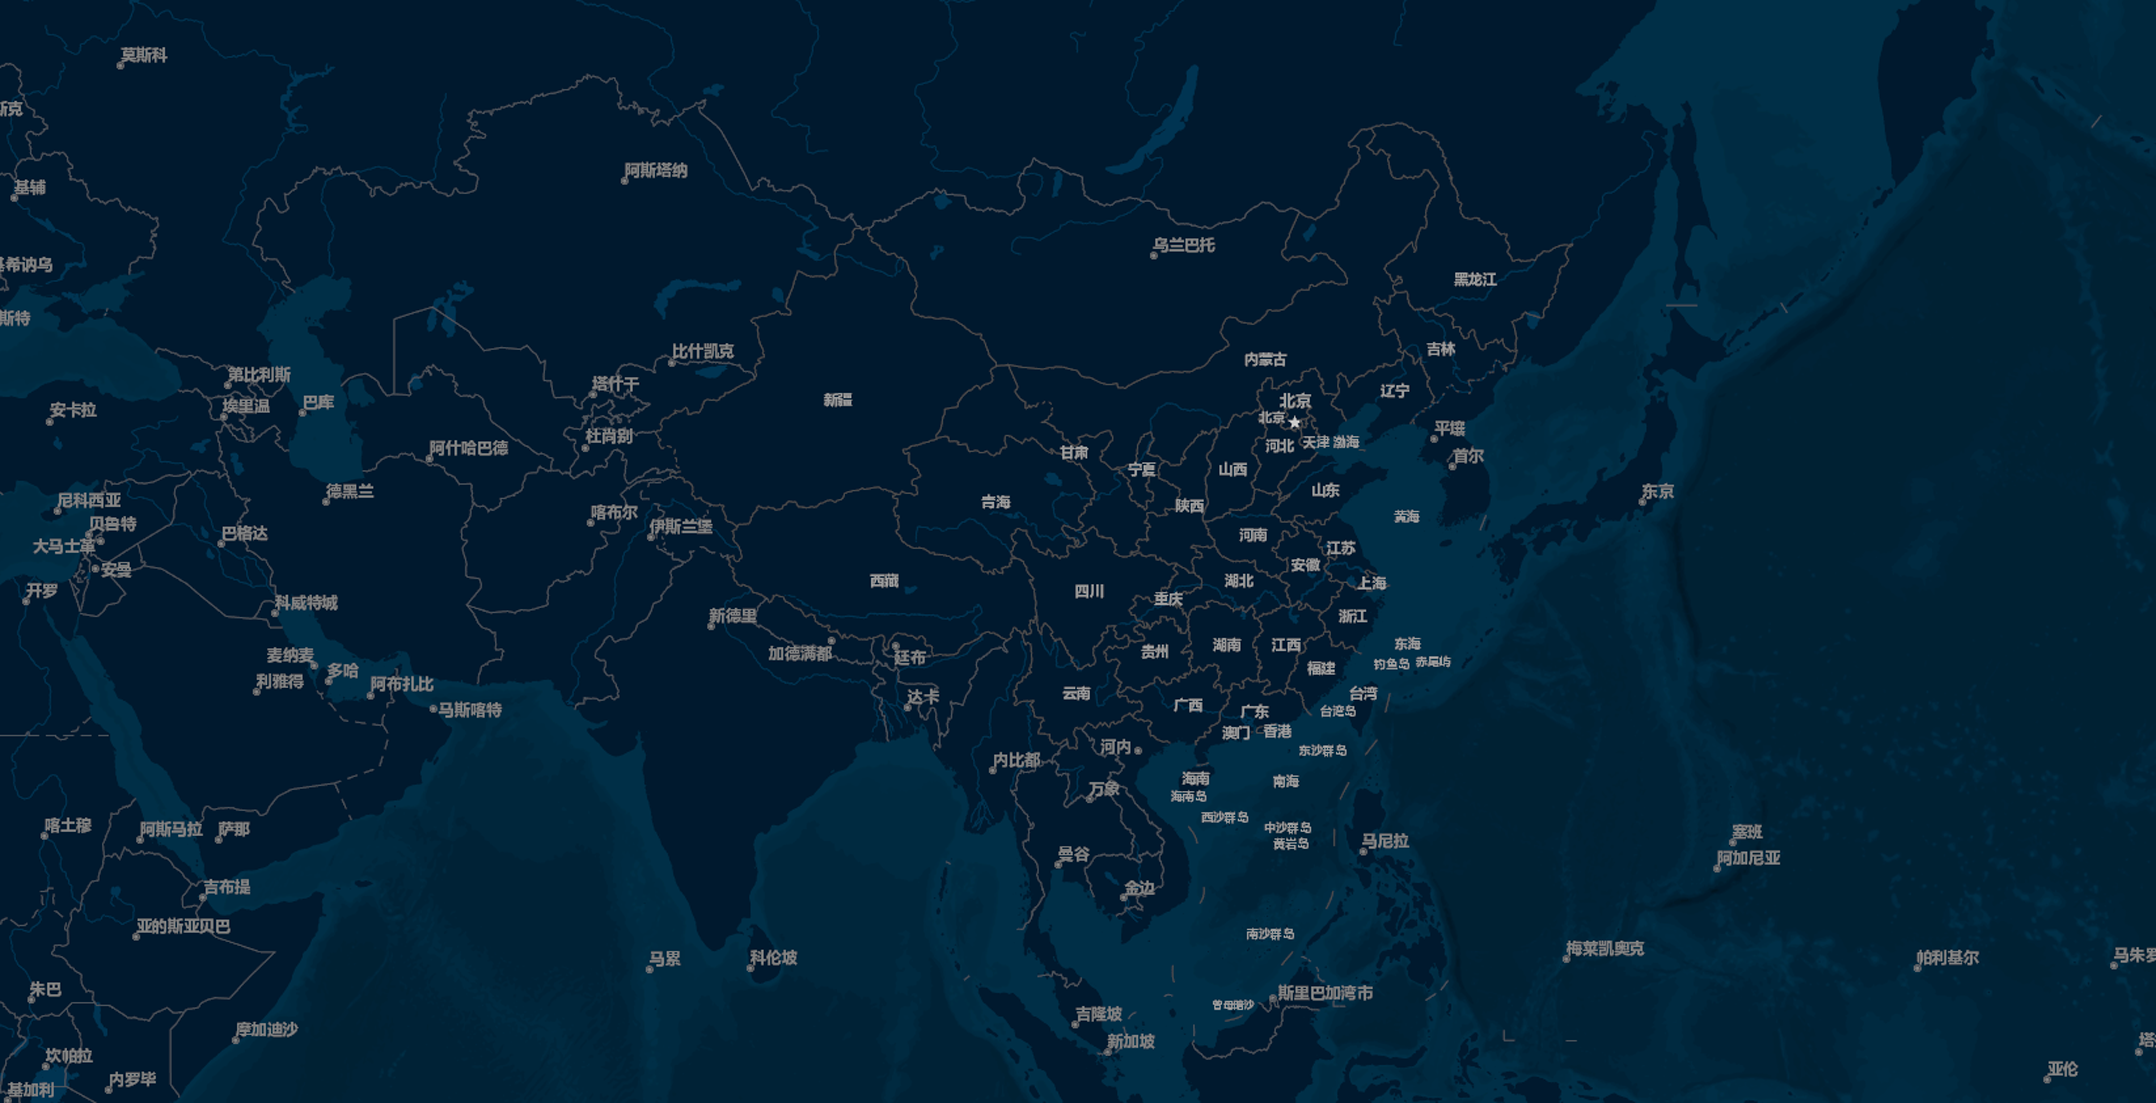 莫斯科
斯克
阿斯塔纳
基辅
乌兰巴托
基希讷乌
黑龙江
斯特
吉林
比什凯克
内蒙古
第比利斯
塔什干
辽宁
新疆
北京
巴库
埃里温
安卡拉
北京
平壤
杜尚别
天津
渤海
河北
阿什哈巴德
甘肃
首尔
宁夏
山西
德黑兰
山东
东京
尼科西亚
青海
陕西
喀布尔
黄海
贝鲁特
伊斯兰堡
巴格达
河南
大马士革
江苏
安曼
安徽
西藏
湖北
上海
开罗
四川
科威特城
重庆
新德里
浙江
湖南
江西
东海
贵州
加德满都
麦纳麦
廷布
钓鱼岛
赤尾屿
多哈
福建
利雅得
阿布扎比
云南
台湾
达卡
广西
马斯喀特
广东
台湾岛
澳门
香港
河内
东沙群岛
内比都
海南
南海
万象
海南岛
西沙群岛
喀土穆
阿斯马拉
萨那
中沙群岛
塞班
马尼拉
黄岩岛
曼谷
阿加尼亚
吉布提
金边
亚的斯亚贝巴
南沙群岛
梅莱凯奥克
马累
科伦坡
帕利基尔
马朱罗
朱巴
斯里巴加湾市
曾母暗沙
吉隆坡
摩加迪沙
新加坡
塔
坎帕拉
亚伦
内罗毕
基加利